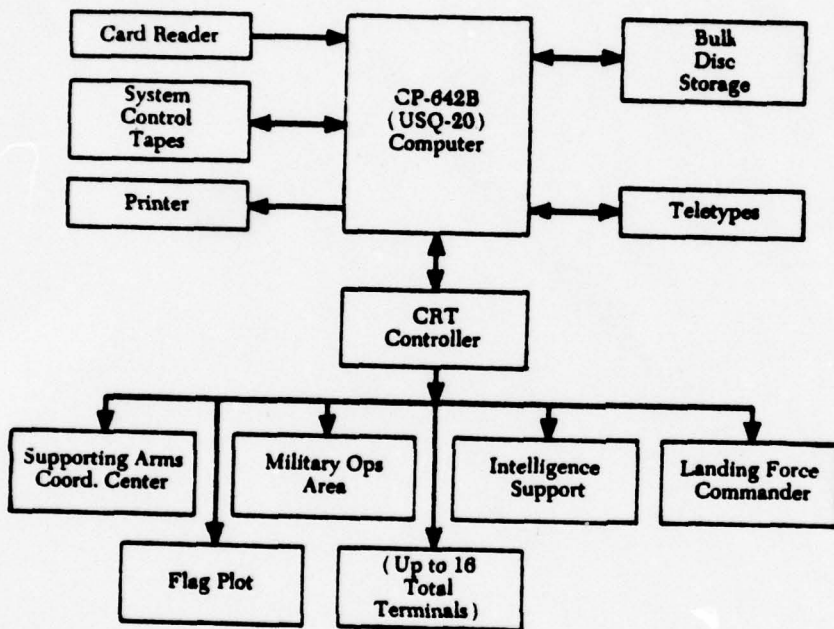 Card Reader
System
Control
Tapes
Printer
CP-642B
(USQ-20)
Computer
Bulk
Disc
Storage
Teletypes
CRT
Controller
Supporting Arms
Coord. Center
Military Ops
Area
Intelligence
Support
Landing Force
Commander
Flag Plot
(Up to 16
Total
Terminals)